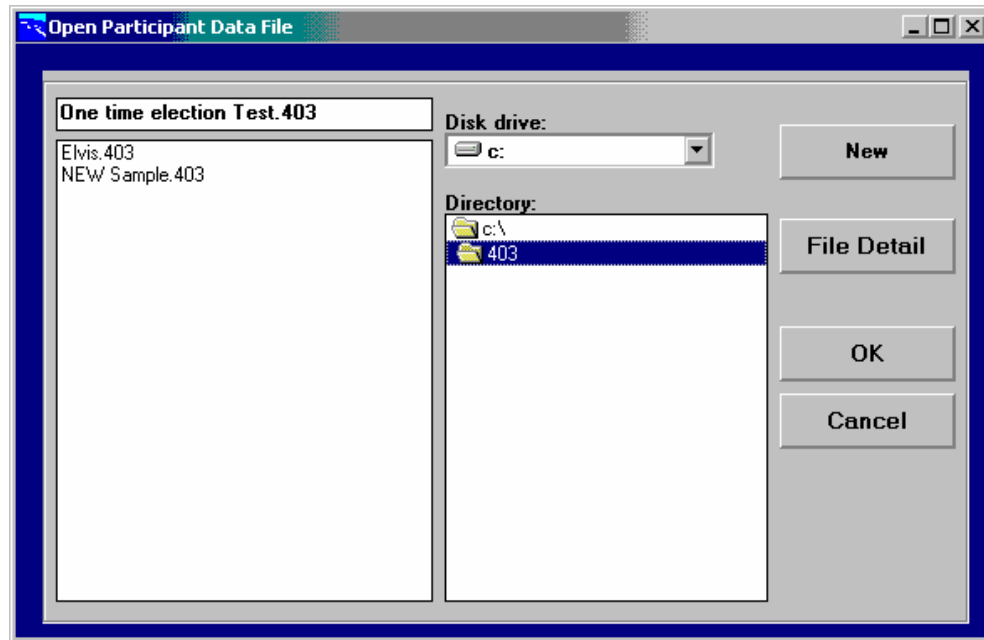 Open Participant Data File
One time election Test.403
Elvis.403
NEW Sample.403
Disk drive:
c:
Directory:
c:\
403
New
File Detail
OK
Cancel